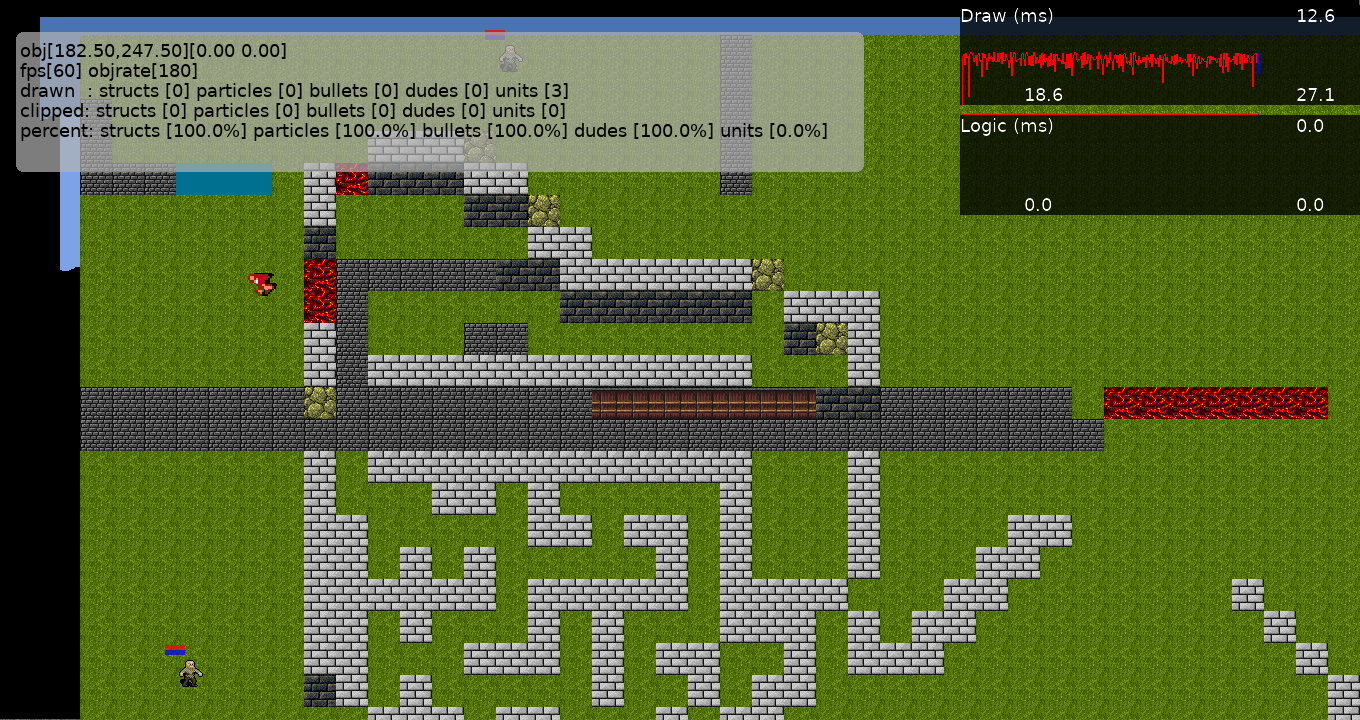 obj[182.50,247.50][0.00 0.00]
fps[60] objrate[180]
drawn  : structs [0] particles [0] bullets [0] dudes [0] units [3]
clipped: structs [0] particles [0] bullets [0] dudes [0] units [0]
percent: structs [100.0%] particles [100.0%] bullets [100.0%] dudes [100.0%] units [0.0%]
Draw (ms) 12.6
18.6 27.1
Logic (ms) 0.0
0.0 0.0